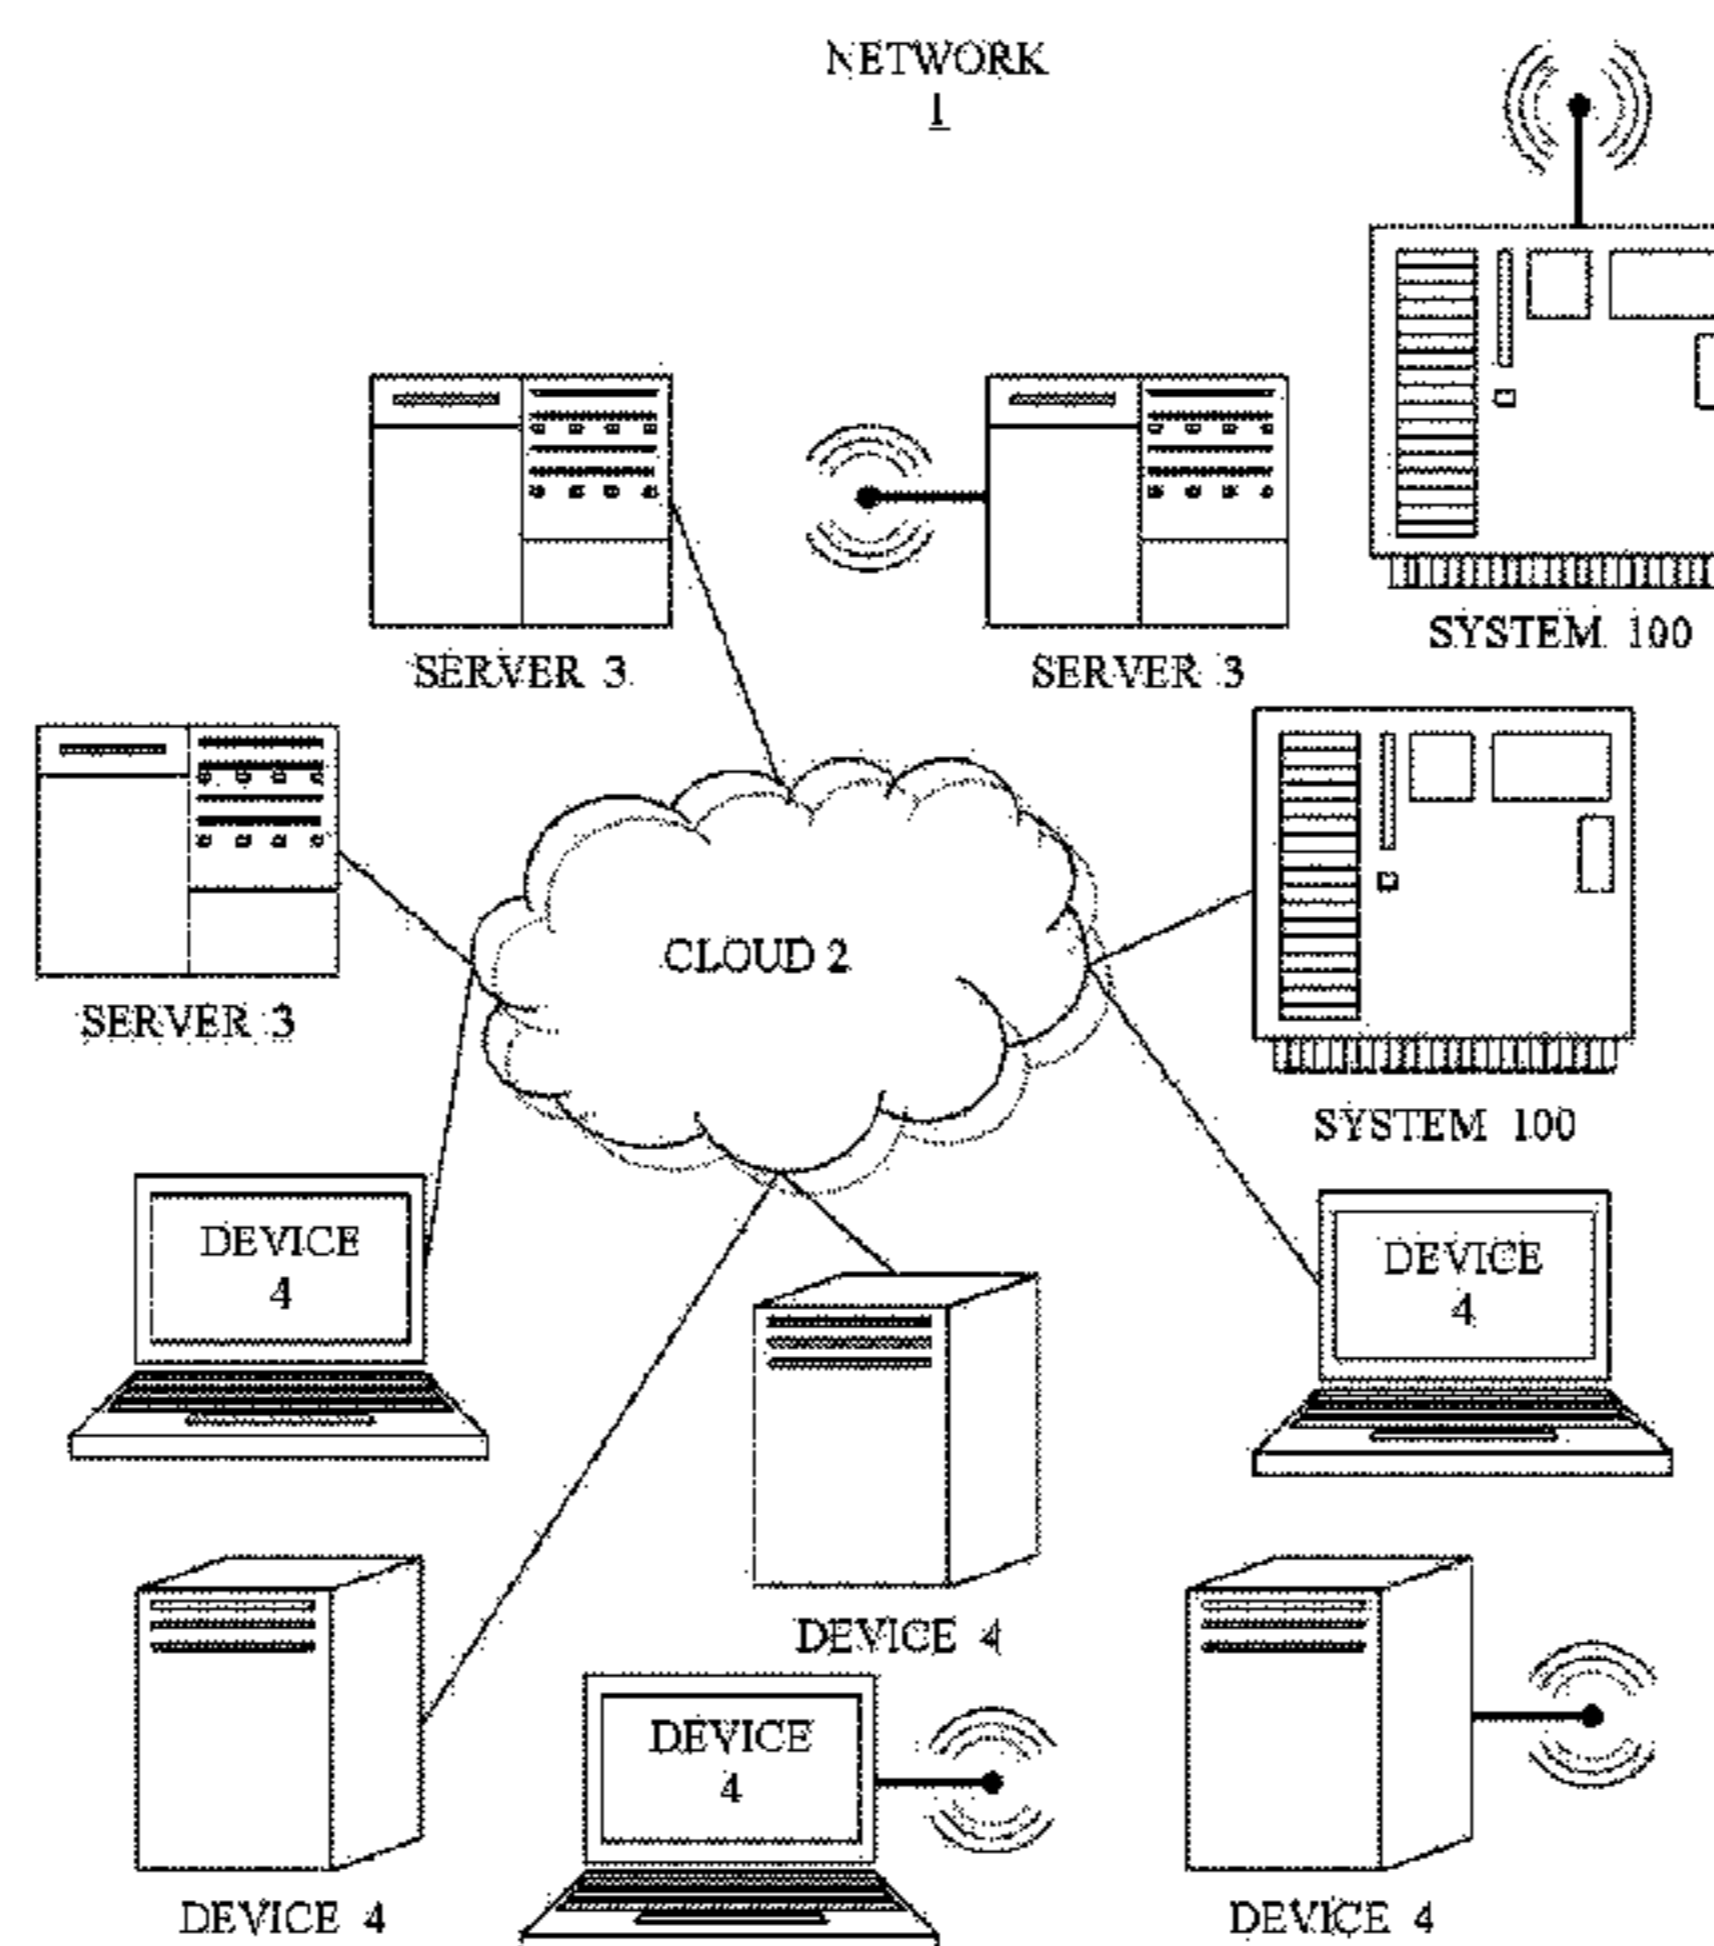 NETWORK
1
SYSTEM 100
SERVER 3
SERVER 3
SERVER 3
CLOUD 2
SYSTEM 100
DEVICE
4
DEVICE
4
DEVICE 4
DEVICE
4
DEVICE 4
DEVICE 4